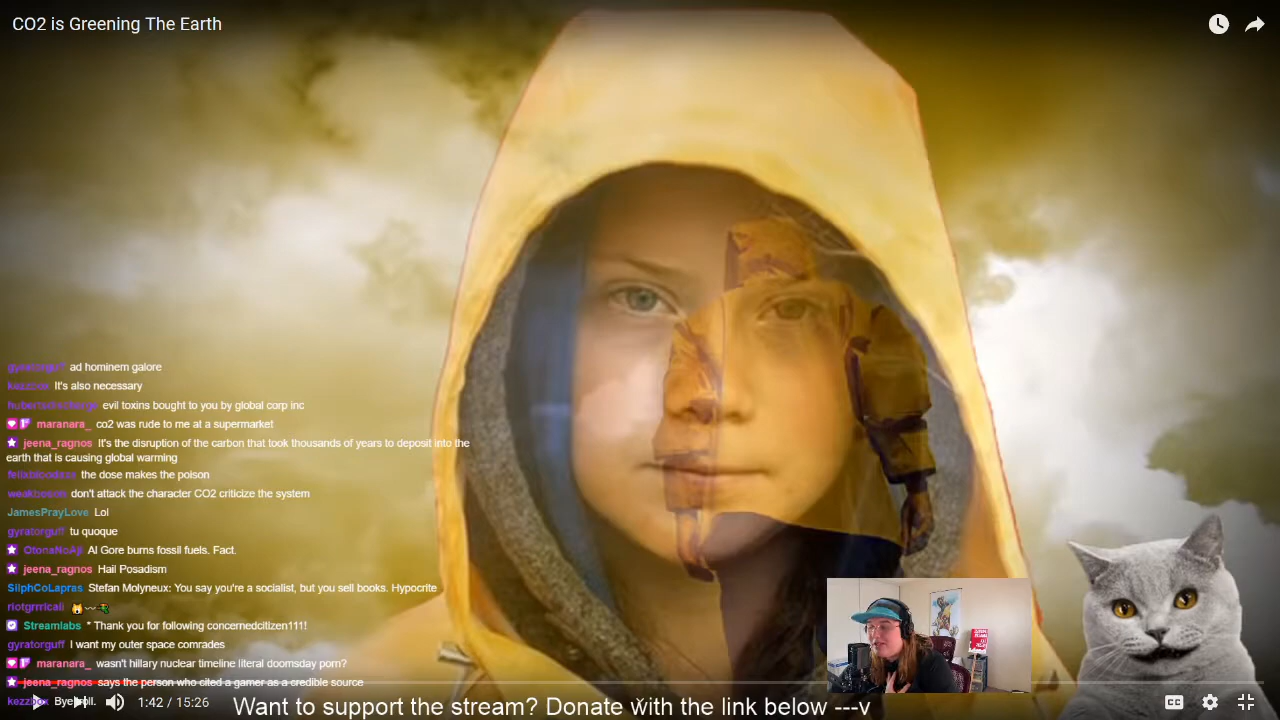 CO2 is Greening The Earth
gyratorguff ad hominem galore
kezzbox It's also necessary
evil toxins bought to you by global corp inc
maranara_ co2 was rude to me at a supermarket
jeena_ragnos It's the disruption of the carbon that took thousands of years to deposit into the
earth that is causing global warming
the dose makes the poison
don't attack the character CO2 criticize the system
JamesPrayLove Lol
gyratorguff tu quoque
OtonaNoAji Al Gore burns fossil fuels. Fact.
jeena_ragnos Hail Posadism
SilphCoLapras Stefan Molyneux: You say you're a socialist, but you sell books. Hypocrite
riotgrrrlcali
Streamlabs * Thank you for following concernedcitizen111!
gyratorguff I want my outer space comrades
maranara_ wasn't hillary nuclear timeline literal doomsday porn?
jeena_ragnos says the person who cited a gamer as a credible source
kezzbox Bye
1:42 / 15:26
Want to support the stream? Donate with the link below ---v
CC